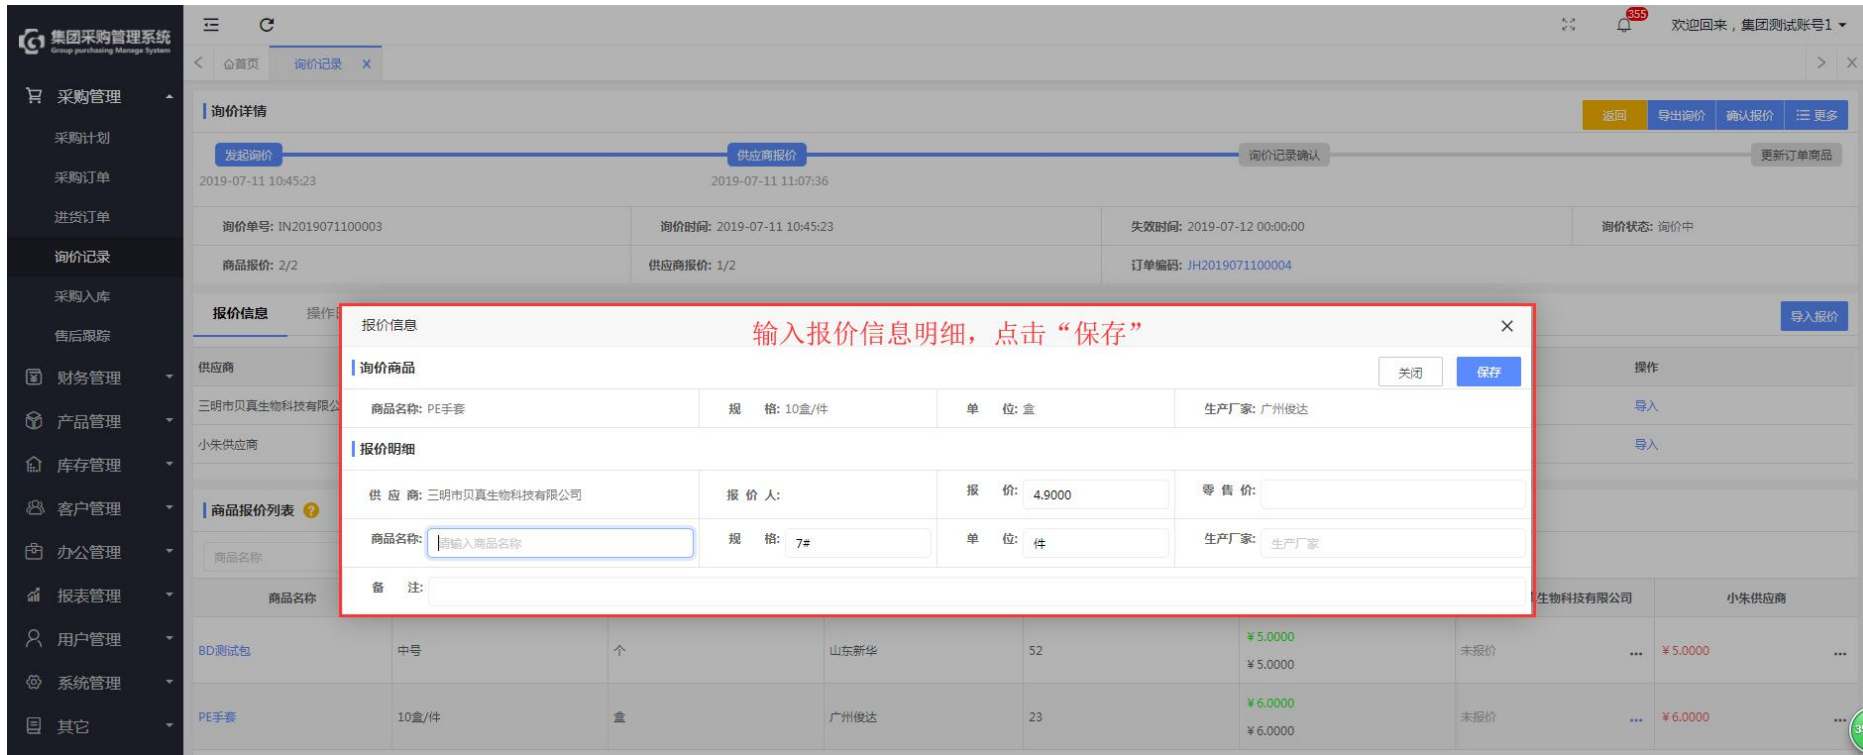 集团采购管理系统
Group purchasing Manage System
355
欢迎回来，集团测试账号1
首页
询价记录
采购管理
采购计划
采购订单
进货订单
询价记录
采购入库
售后跟踪
财务管理
产品管理
库存管理
客户管理
办公管理
报表管理
用户管理
系统管理
其它
询价详情
返回 导出询价 确认报价 更多
发起询价 供应商报价 询价记录确认 更新订单商品
2019-07-11 10:45:23 2019-07-11 11:07:36
询价单号: IN2019071100003 询价时间: 2019-07-11 10:45:23 失效时间: 2019-07-12 00:00:00 询价状态: 询价中
商品报价: 2/2 供应商报价: 1/2 订单编码: JH2019071100004
报价信息 操作
导入报价
供应商 操作
三明市贝真生物科技有限公 导入
小朱供应商 导入
报价信息
输入报价信息明细，点击“保存”
询价商品
关闭 保存
商品名称: PE手套 规 格: 10盒/件 单 位: 盒 生产厂家: 广州俊达
报价明细
供 应 商: 三明市贝真生物科技有限公司 报 价 人: 报 价: 4.9000 零 售 价:
商品名称: 请输入商品名称 规 格: 7# 单 位: 件 生产厂家: 生产厂家
备 注:
商品报价列表 ?
商品名称
商品名称 生物科技有限公司 小朱供应商
BD测试包 中号 个 山东新华 52 ¥5.0000 未报价 ... ¥5.0000 ...
¥5.0000
PE手套 10盒/件 盒 广州俊达 23 ¥6.0000 未报价 ... ¥6.0000 ...
¥6.0000